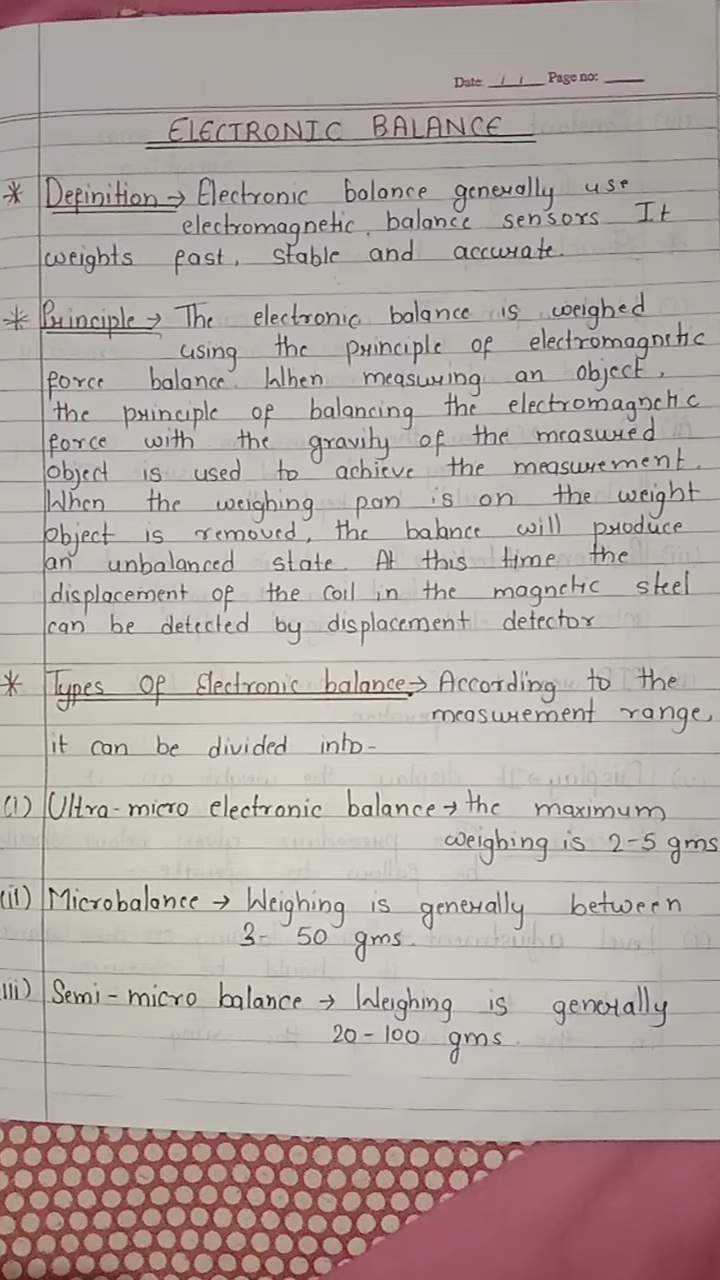 Date / / Page no:
ELECTRONIC BALANCE
* Definition → Electronic balance generally use
electromagnetic balance sensors It
weights fast, stable and accurate.
* Principle → The electronic balance is weighed
using the principle of electromagnetic
force balance. When measuring an object,
the principle of balancing the electromagnetic
force with the gravity of the measured
object is used to achieve the measurement.
When the weighing pan is on the weight
object is removed, the balance will produce
an unbalanced state. At this time the
displacement of the coil in the magnetic steel
can be detected by displacement detector
* Types Of Electronic balance → According to the
measurement range,
it can be divided into-
(i) Ultra-micro electronic balance → the maximum
weighing is 2-5 gms
(ii) Microbalance → Weighing is generally between
3- 50 gms.
iii) Semi-micro balance → Weighing is generally
20-100 gms.